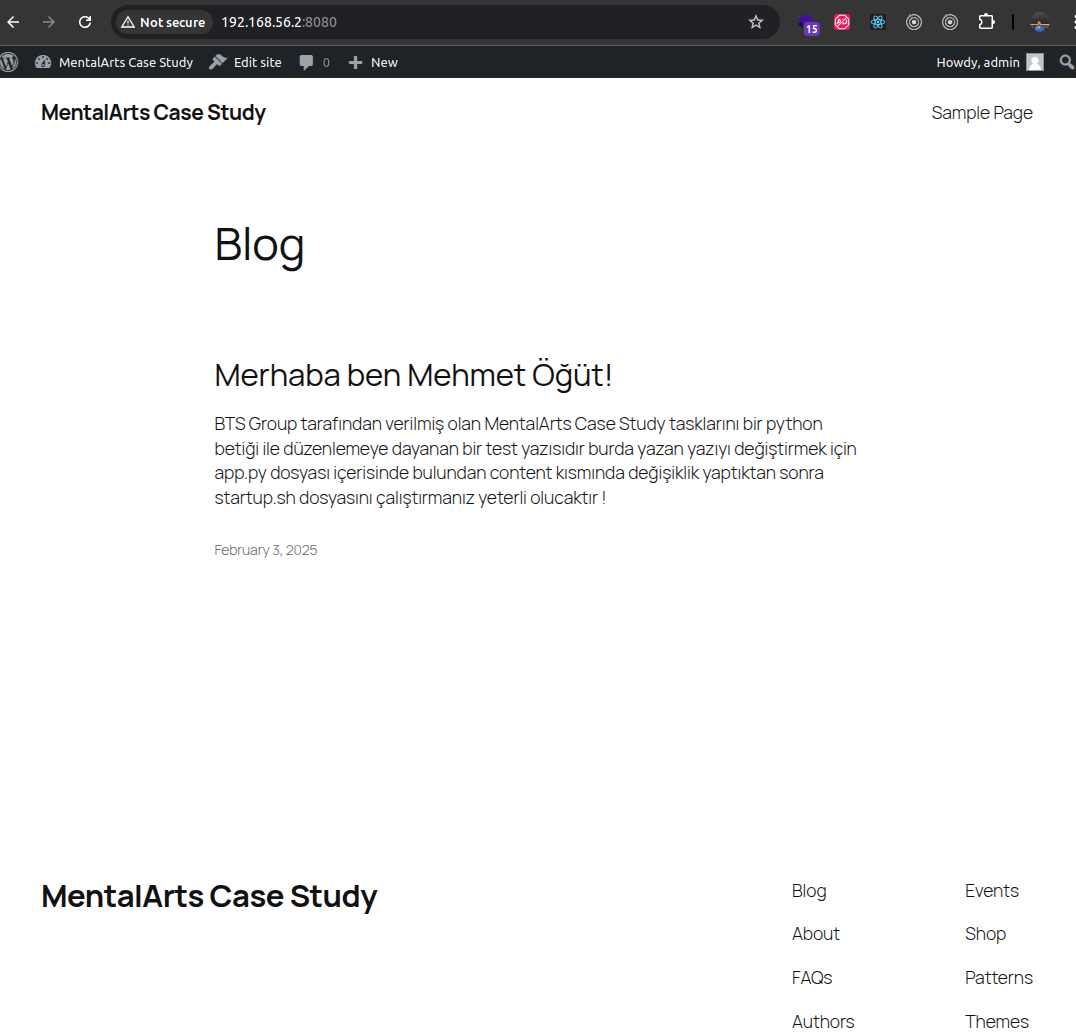 Not secure 192.168.56.2:8080 15
MentalArts Case Study Edit site 0 New Howdy, admin
MentalArts Case Study Sample Page
Blog
Merhaba ben Mehmet Öğüt!
BTS Group tarafından verilmiş olan MentalArts Case Study tasklarını bir python
betiği ile düzenlemeye dayanan bir test yazısıdır burda yazan yazıyı değiştirmek için
app.py dosyası içerisinde bulundan content kısmında değişiklik yaptıktan sonra
startup.sh dosyasını çalıştırmanız yeterli olucaktır !
February 3, 2025
MentalArts Case Study
Blog Events
About Shop
FAQs Patterns
Authors Themes